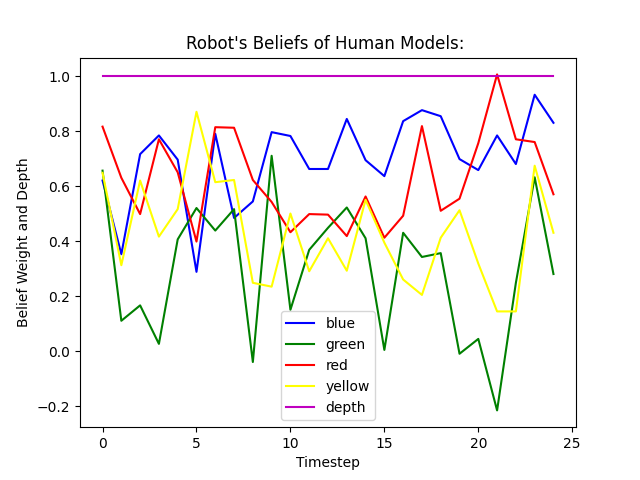 Robot's Beliefs of Human Models:
Belief Weight and Depth
1.0
0.8
0.6
0.4
0.2
0.0
−0.2
blue
green
red
yellow
depth
0
5
10
15
20
25
Timestep